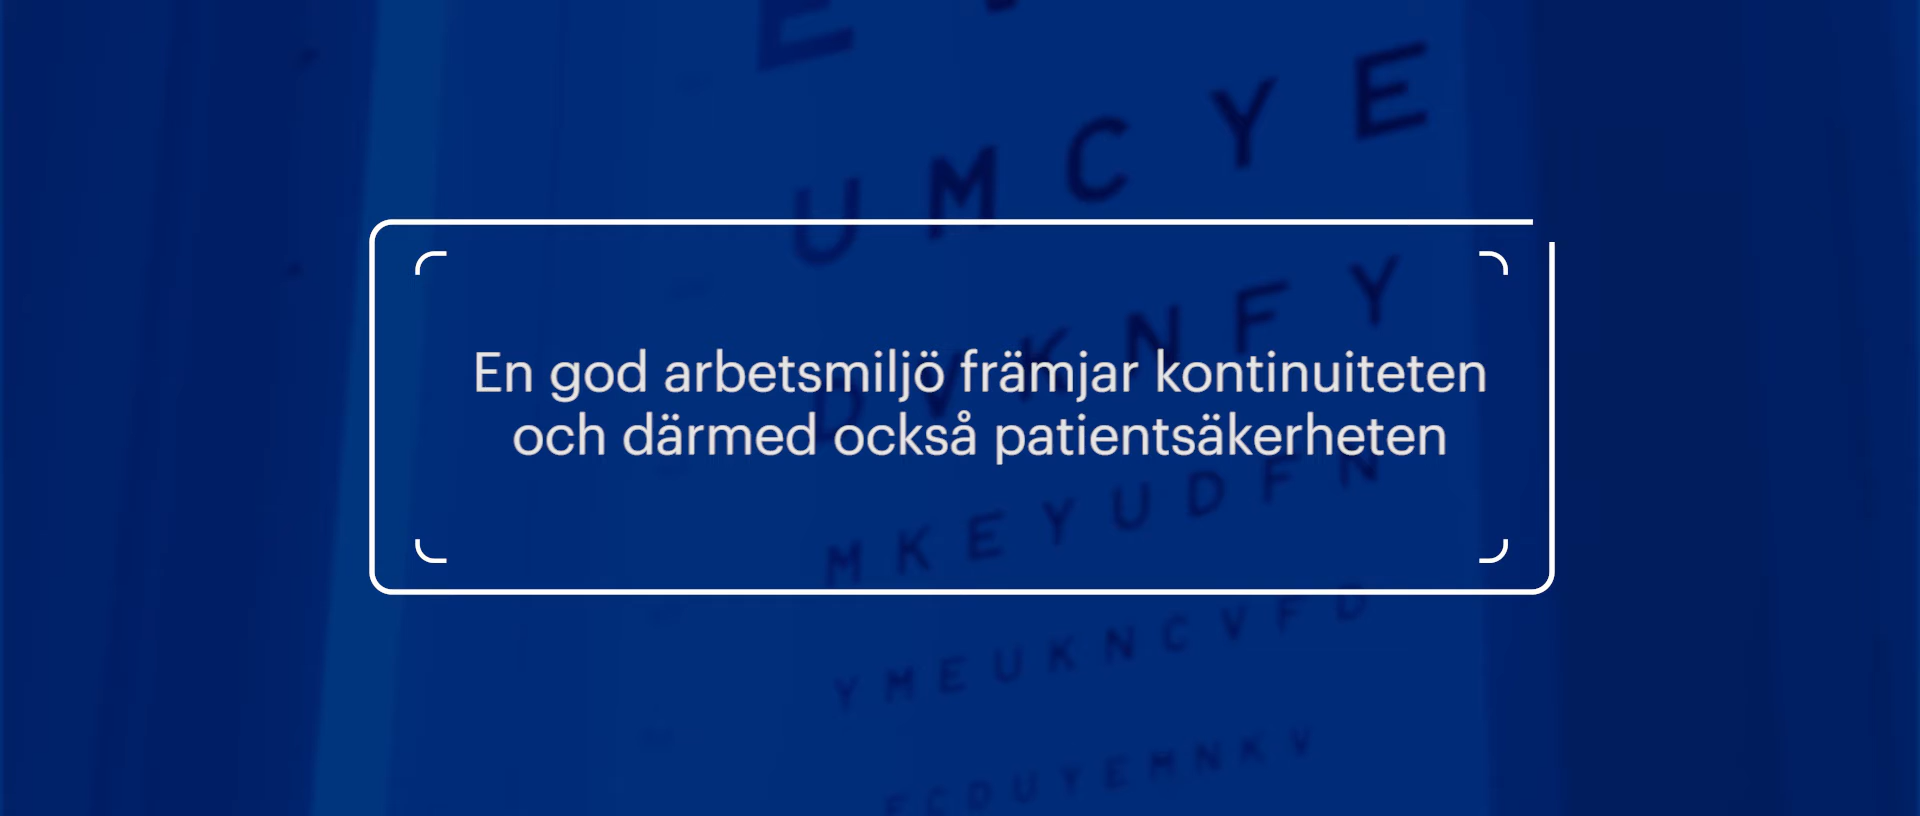 E
U M C Y E
D V K N F Y
En god arbetsmiljö främjar kontinuiteten
och därmed också patientsäkerheten
M K E Y U D F N
Y M E U K N C V F D
F C D U Y E M N K V